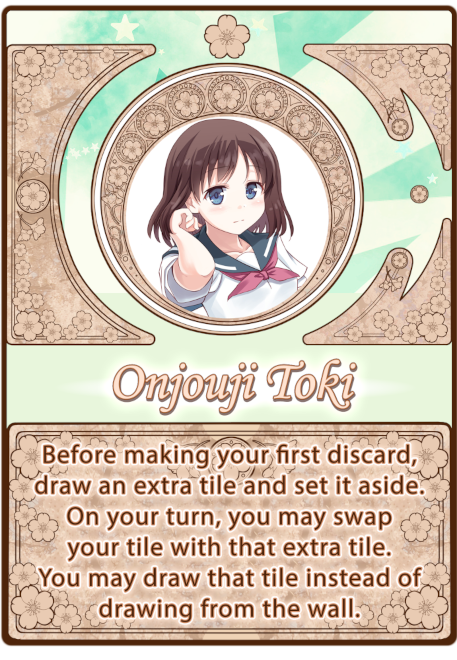 Onjouji Toki
Before making your first discard,
draw an extra tile and set it aside.
On your turn, you may swap
your tile with that extra tile.
You may draw that tile instead of
drawing from the wall.